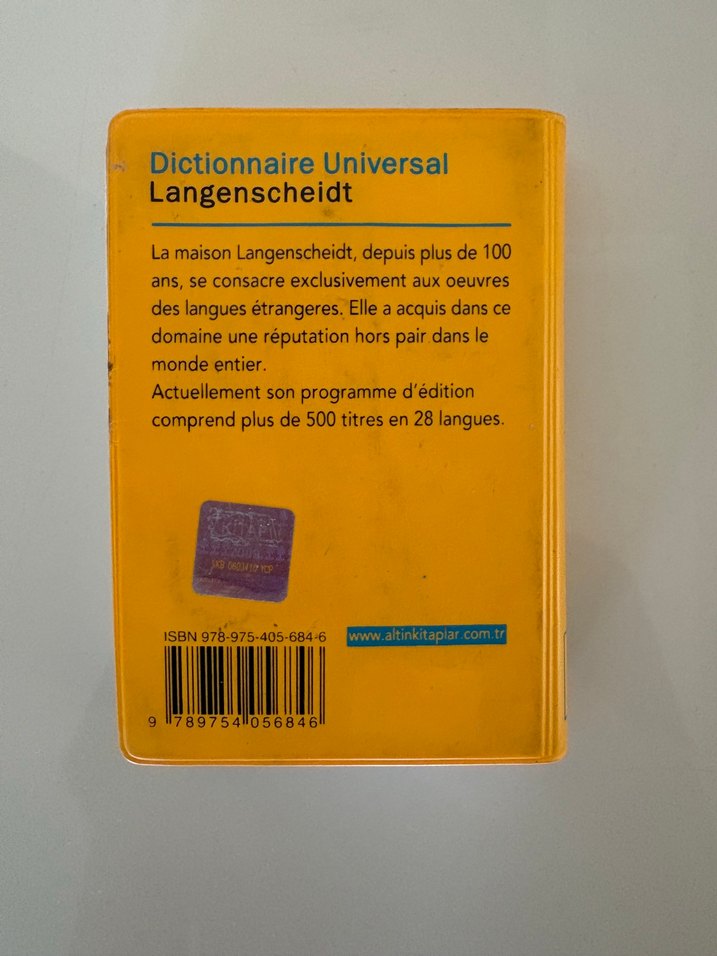 Dictionnaire Universal
Langenscheidt
La maison Langenscheidt, depuis plus de 100
ans, se consacre exclusivement aux oeuvres
des langues étrangeres. Elle a acquis dans ce
domaine une réputation hors pair dans le
monde entier.
Actuellement son programme d'édition
comprend plus de 500 titres en 28 langues.
KİTAP
ISBN 978-975-405-684-6
www.altinkitaplar.com.tr
9 789754 056846